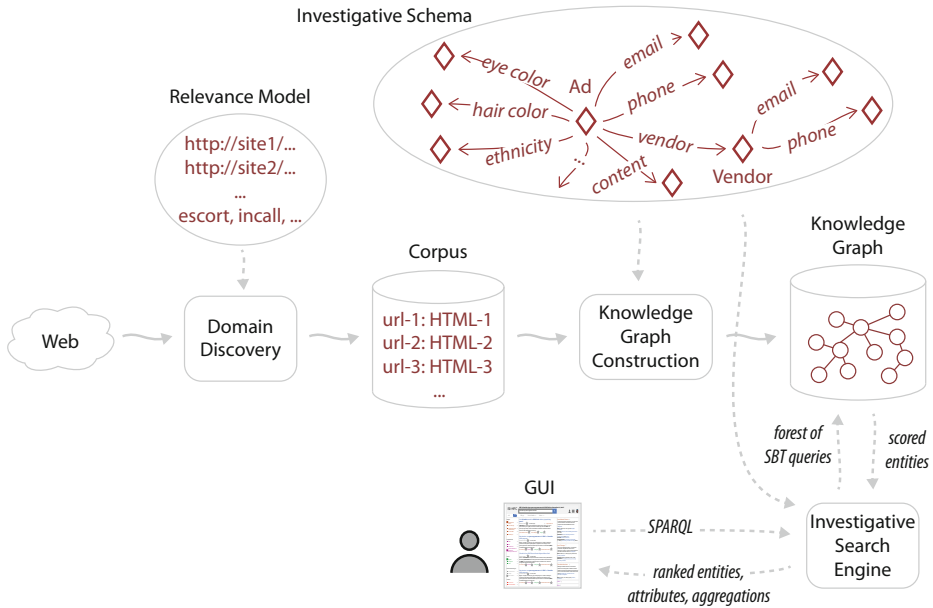 Investigative Schema
eye color
hair color
ethnicity
...
Ad
email
phone
vendor
content
Vendor
email
phone
Relevance Model
http://site1/...
http://site2/...
...
escort, incall, ...
Corpus
url-1: HTML-1
url-2: HTML-2
url-3: HTML-3
...
Web
Domain
Discovery
Knowledge
Graph
Construction
Knowledge
Graph
forest of
SBT queries
scored
entities
GUI
SPARQL
ranked entities,
attributes, aggregations
Investigative
Search
Engine